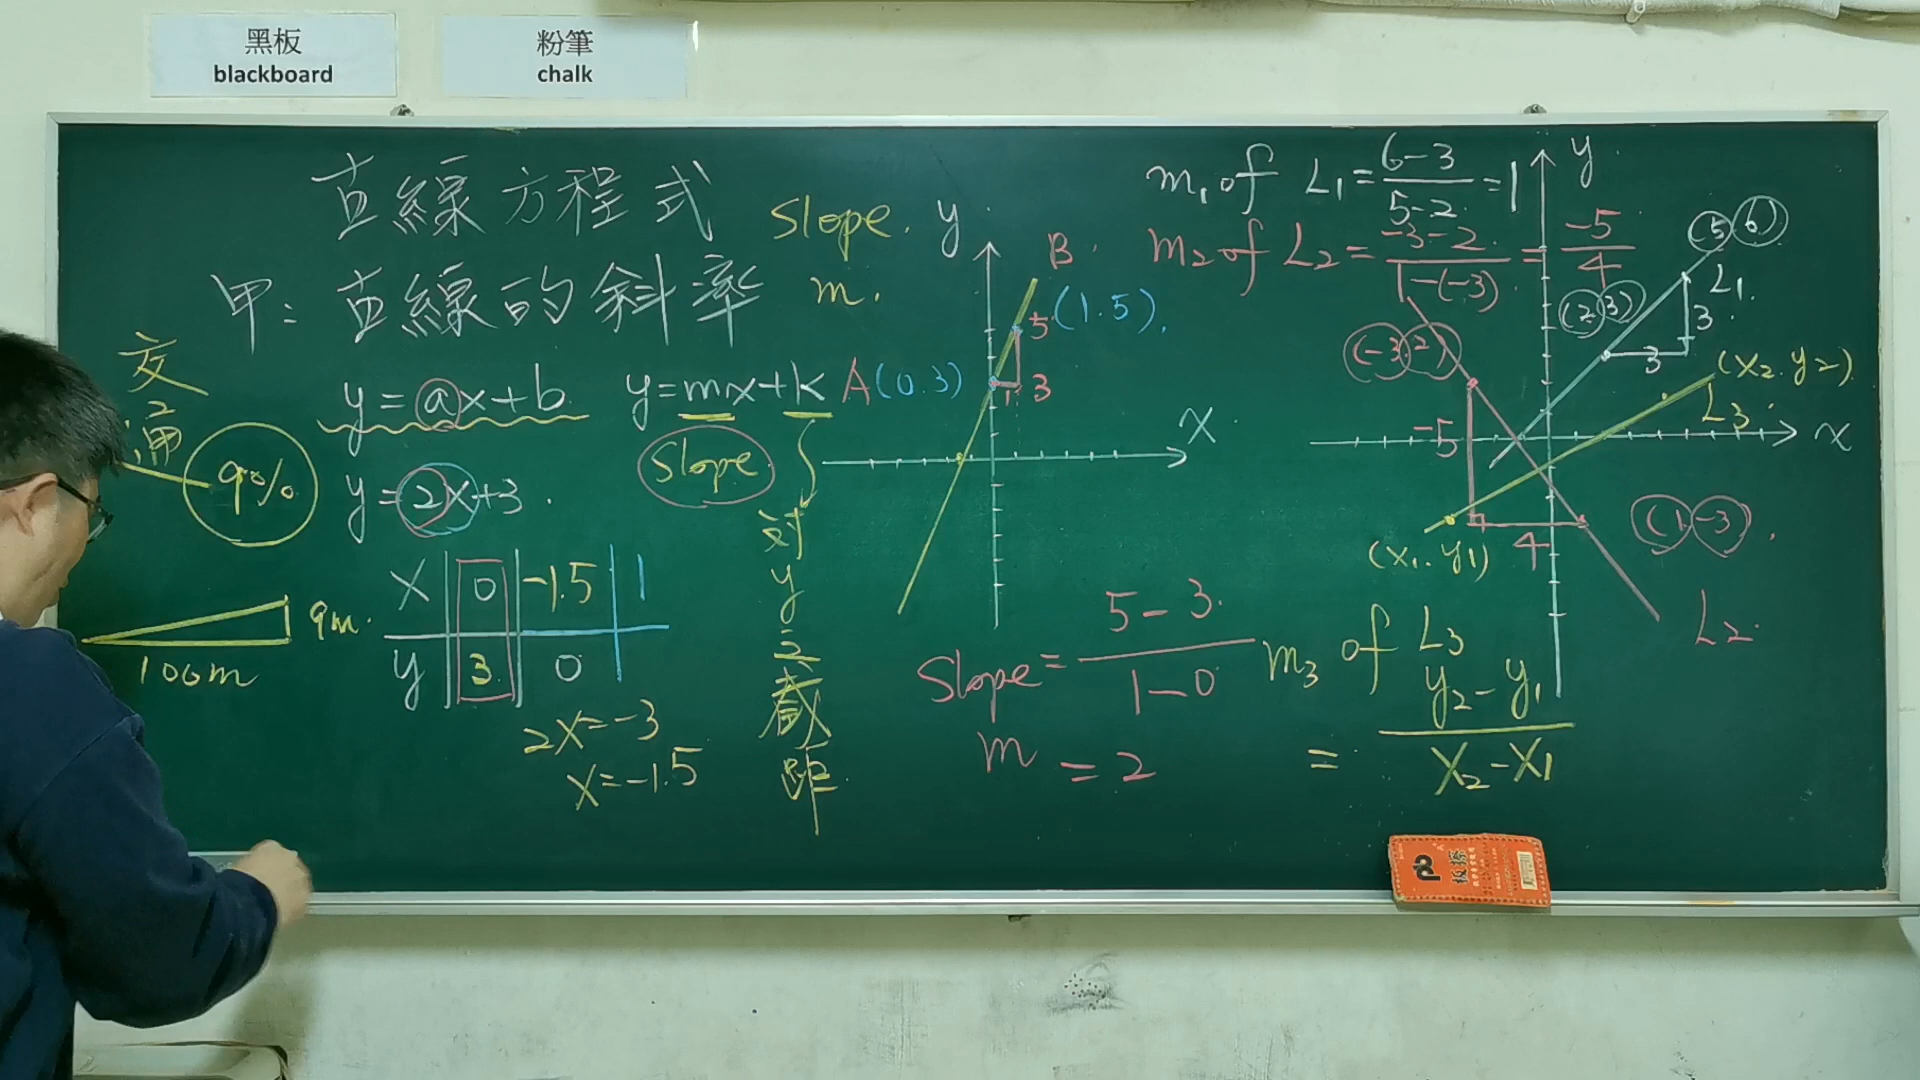 黑板
blackboard
粉筆
chalk
直線方程式
甲:直線的斜率
Slope.
m.
交通
9%
9m.
100m
y=ax+b
y=mx+k
Slope
對y之截距
y=2x+3.
X 0 -1.5 1
y 3. 0
2x=-3
x=-1.5
y
X
B.
(1.5).
5
A(0.3)
1
3
Slope=
5-3.
1-0
m
=2
m₁ of L₁=
6-3
5-2
=1
m₂ of L₂=
-3-2.
1-(-3)
=
-5
4
y
x
(5.6)
(2.3)
L₁.
3
3
(-3.2)
-5
4
(1.-3).
L₂.
(x₂.y₂)
L₃
(x₁.y₁)
m₃ of L₃
=
y₂-y₁
x₂-x₁
板擦